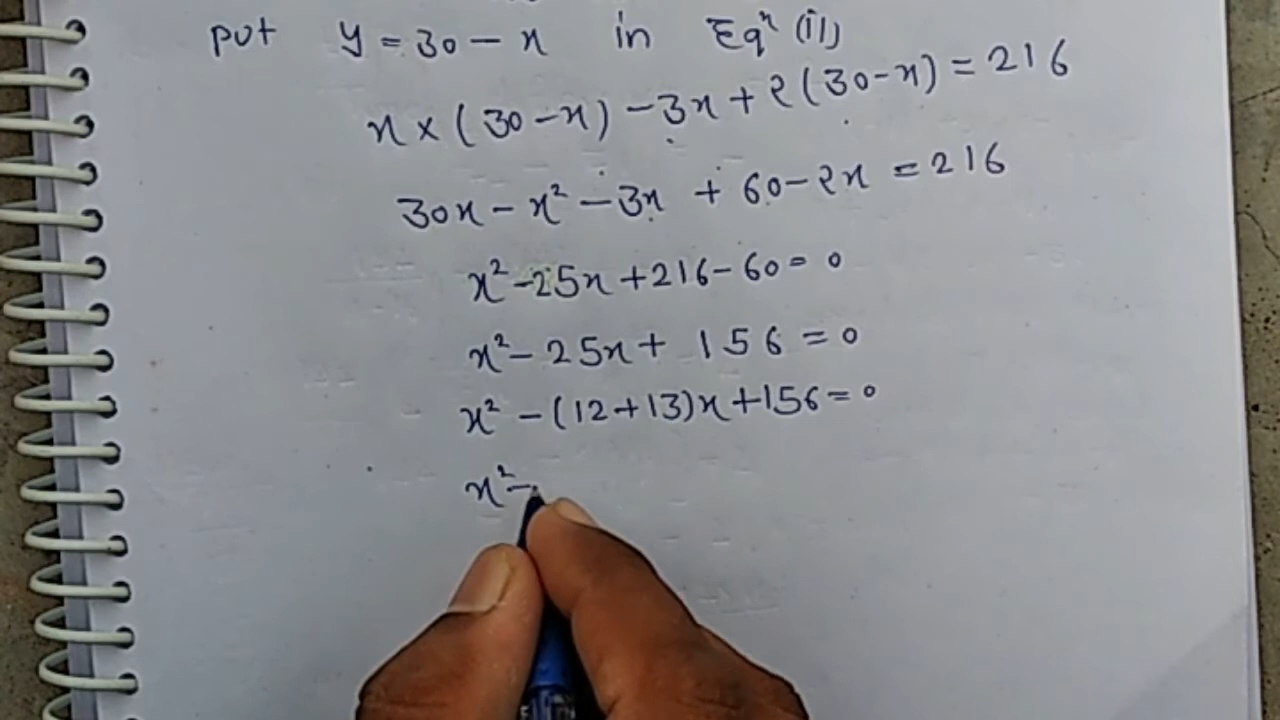 put y = 30 - x in Eqⁿ (ii)
x × (30 - x) - 3x + 2(30 - x) = 216
30x - x² - 3x + 60 - 2x = 216
x² - 25x + 216 - 60 = 0
x² - 25x + 156 = 0
x² - (12 + 13)x + 156 = 0
x² -